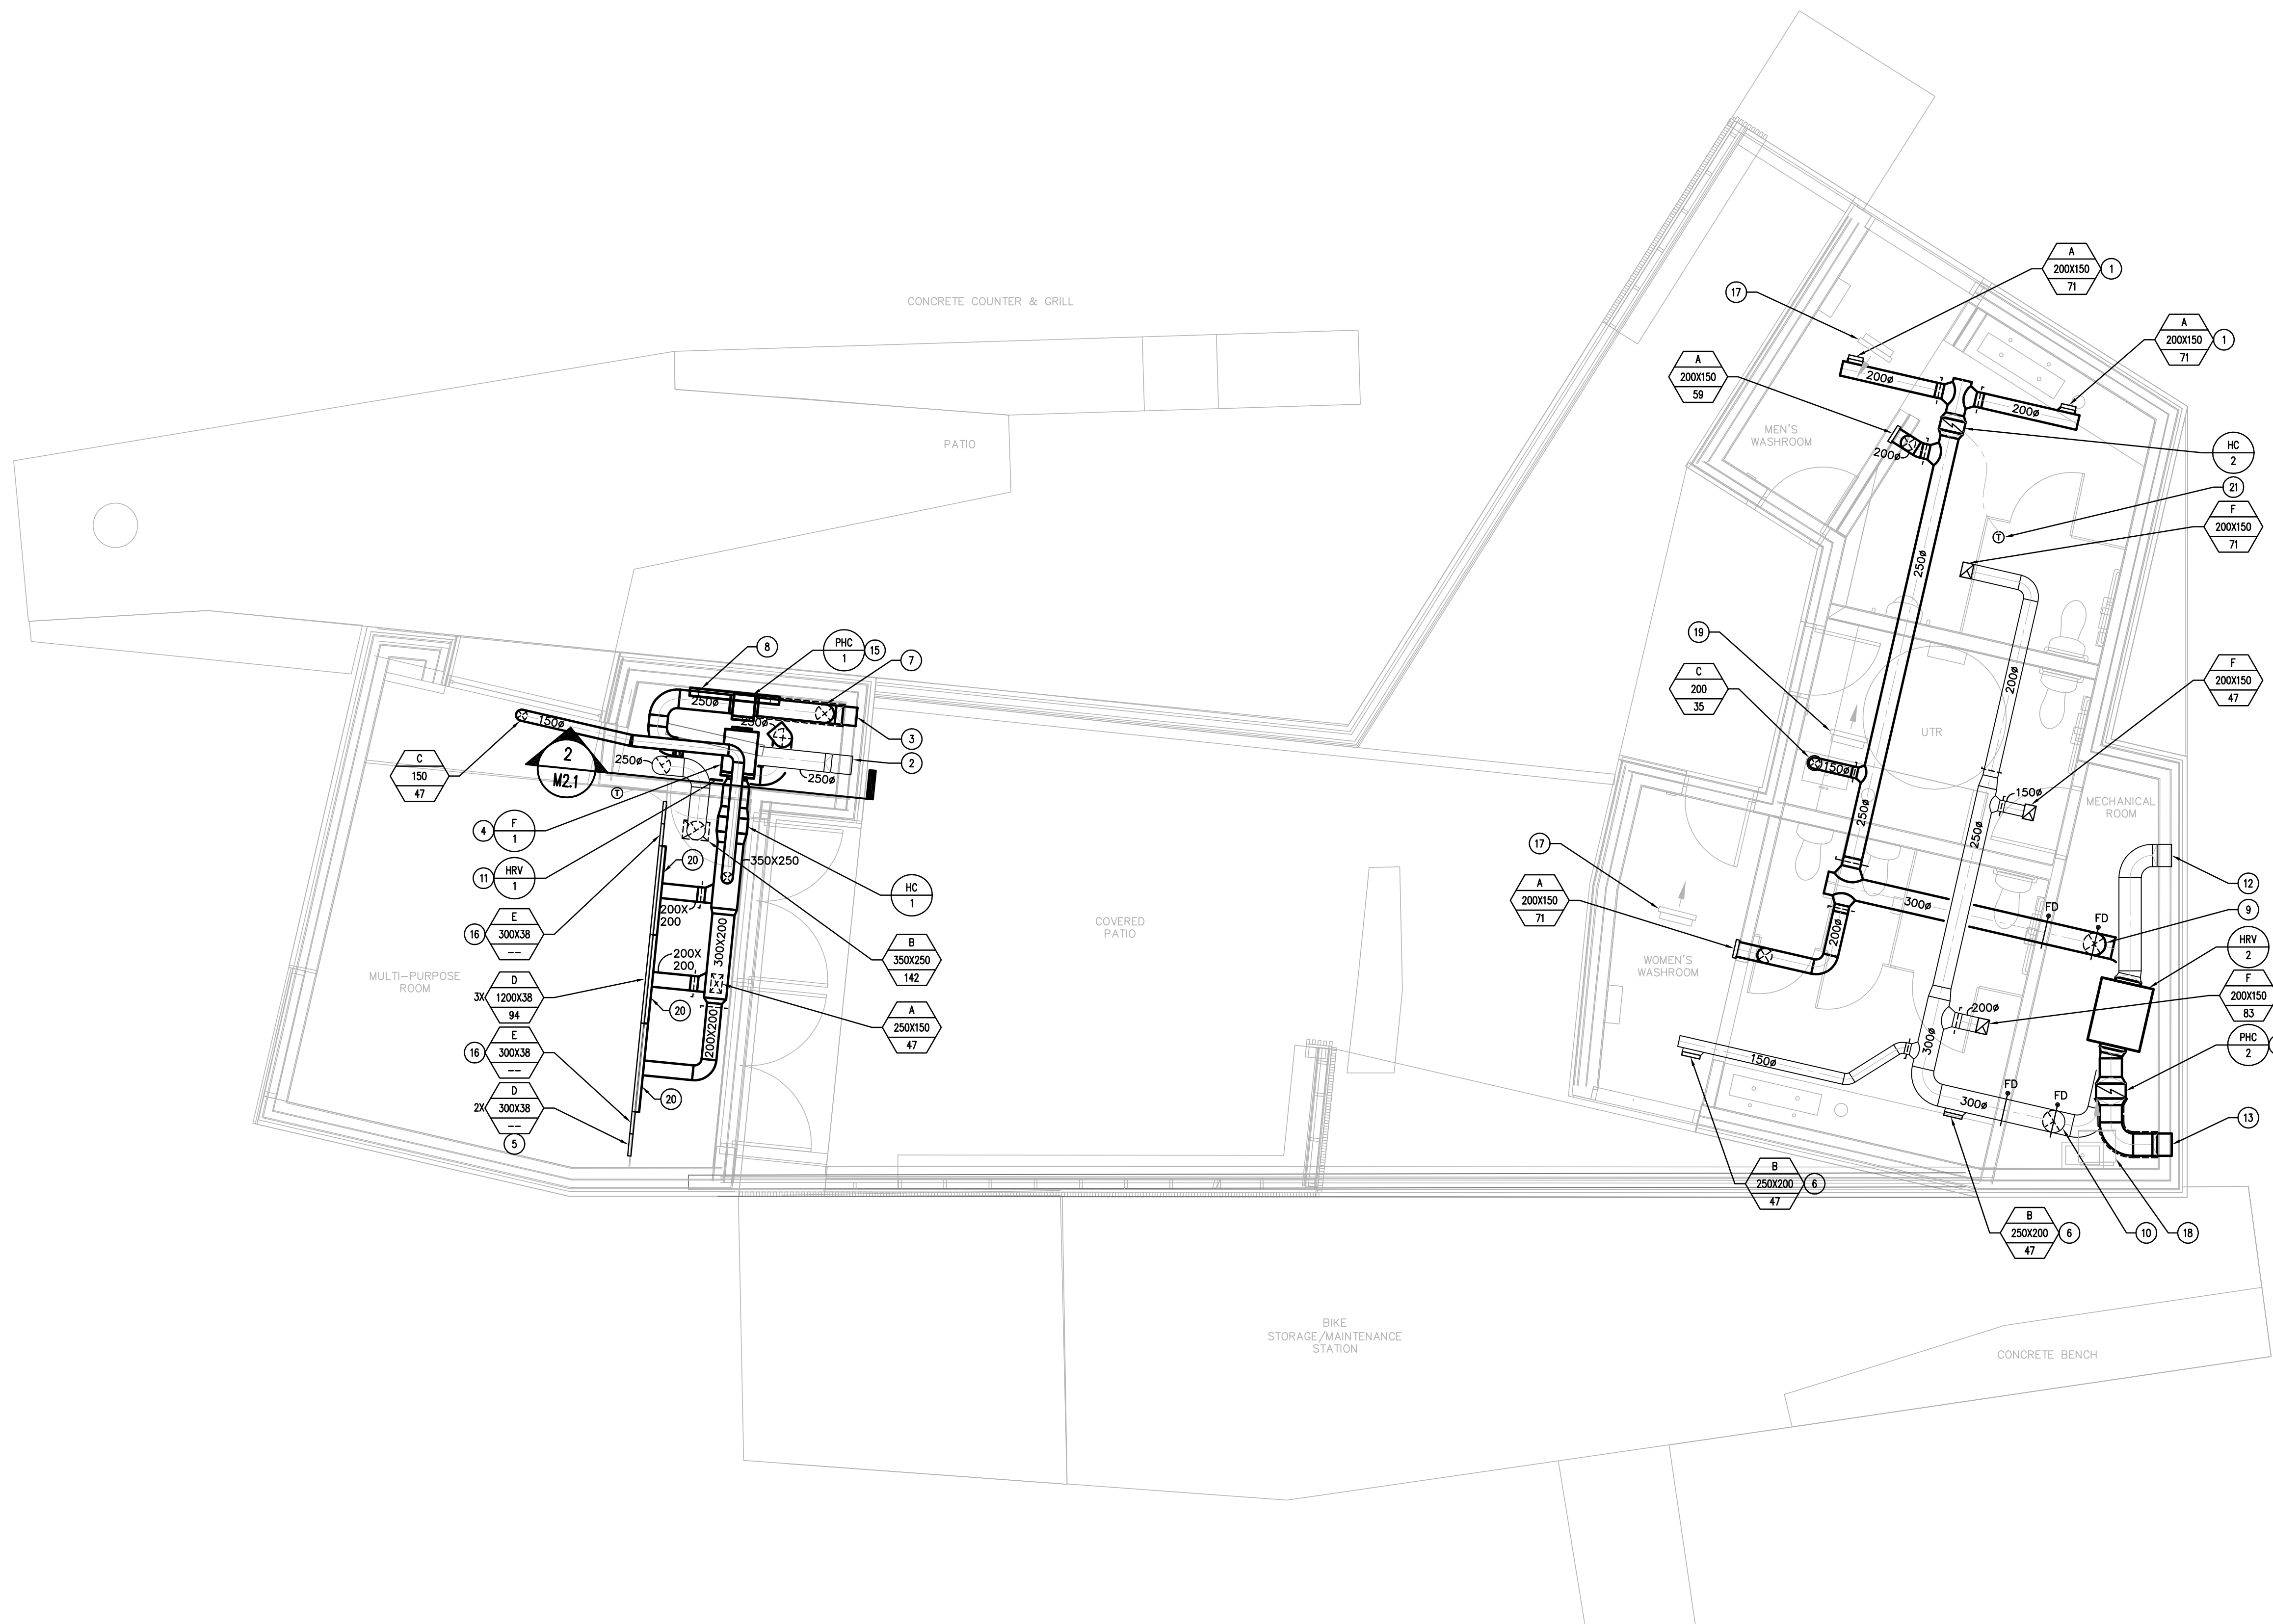 CONCRETE COUNTER & GRILL
PATIO
A
200X150
71
1
17
A
200X150
71
1
A
200X150
59
200ø
200ø
200ø
MEN'S
WASHROOM
HC
2
21
T
F
200X150
71
250ø
200ø
19
C
200
35
F
200X150
47
UTR
150ø
150ø
250ø
250ø
MECHANICAL
ROOM
8
PHC
1
15
7
250ø
250ø
150ø
3
2
250ø
250ø
C
150
47
2
M2.1
T
4
F
1
11
HRV
1
20
350X250
HC
1
200X
200
16
E
300X38
--
200X
200
300X200
B
350X250
142
MULTI-PURPOSE
ROOM
3X
D
1200X38
94
20
A
250X150
47
200X200
16
E
300X38
--
2X
D
300X38
--
5
20
COVERED
PATIO
17
A
200X150
71
WOMEN'S
WASHROOM
200ø
300ø
FD
FD
12
9
HRV
2
F
200X150
83
200ø
PHC
2
300ø
150ø
FD
FD
300ø
13
B
250X200
47
6
B
250X200
47
6
10
18
BIKE
STORAGE/MAINTENANCE
STATION
CONCRETE BENCH